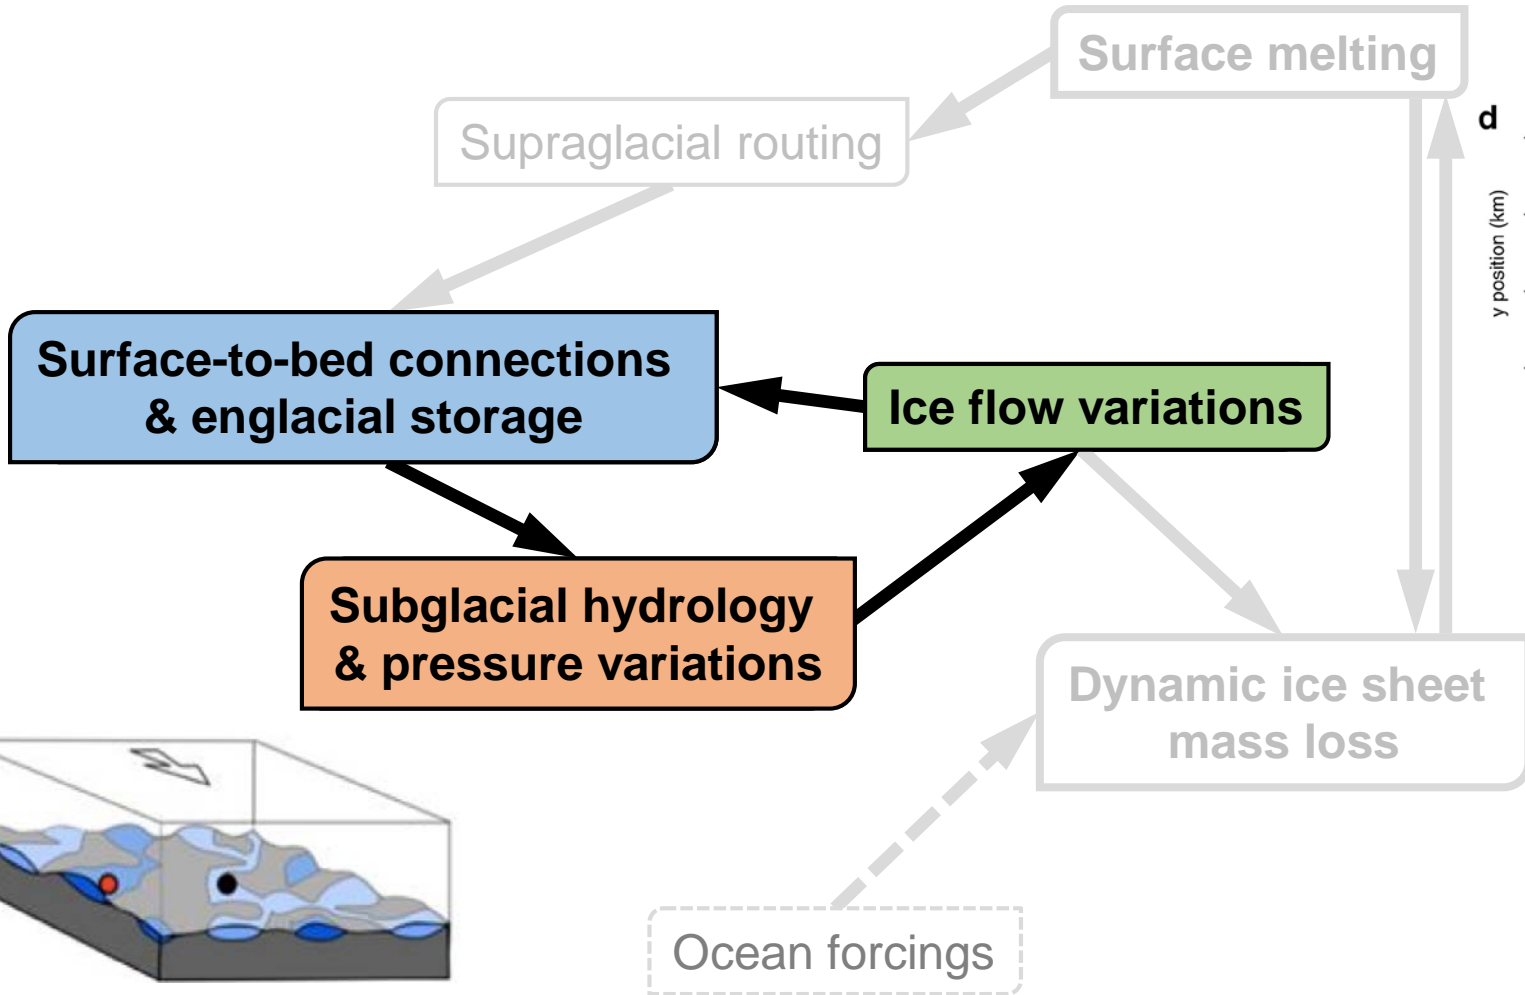 Surface melting
d
Supraglacial routing
y position (km)
Surface-to-bed connections
& englacial storage
Ice flow variations
Subglacial hydrology
& pressure variations
Dynamic ice sheet
mass loss
Ocean forcings